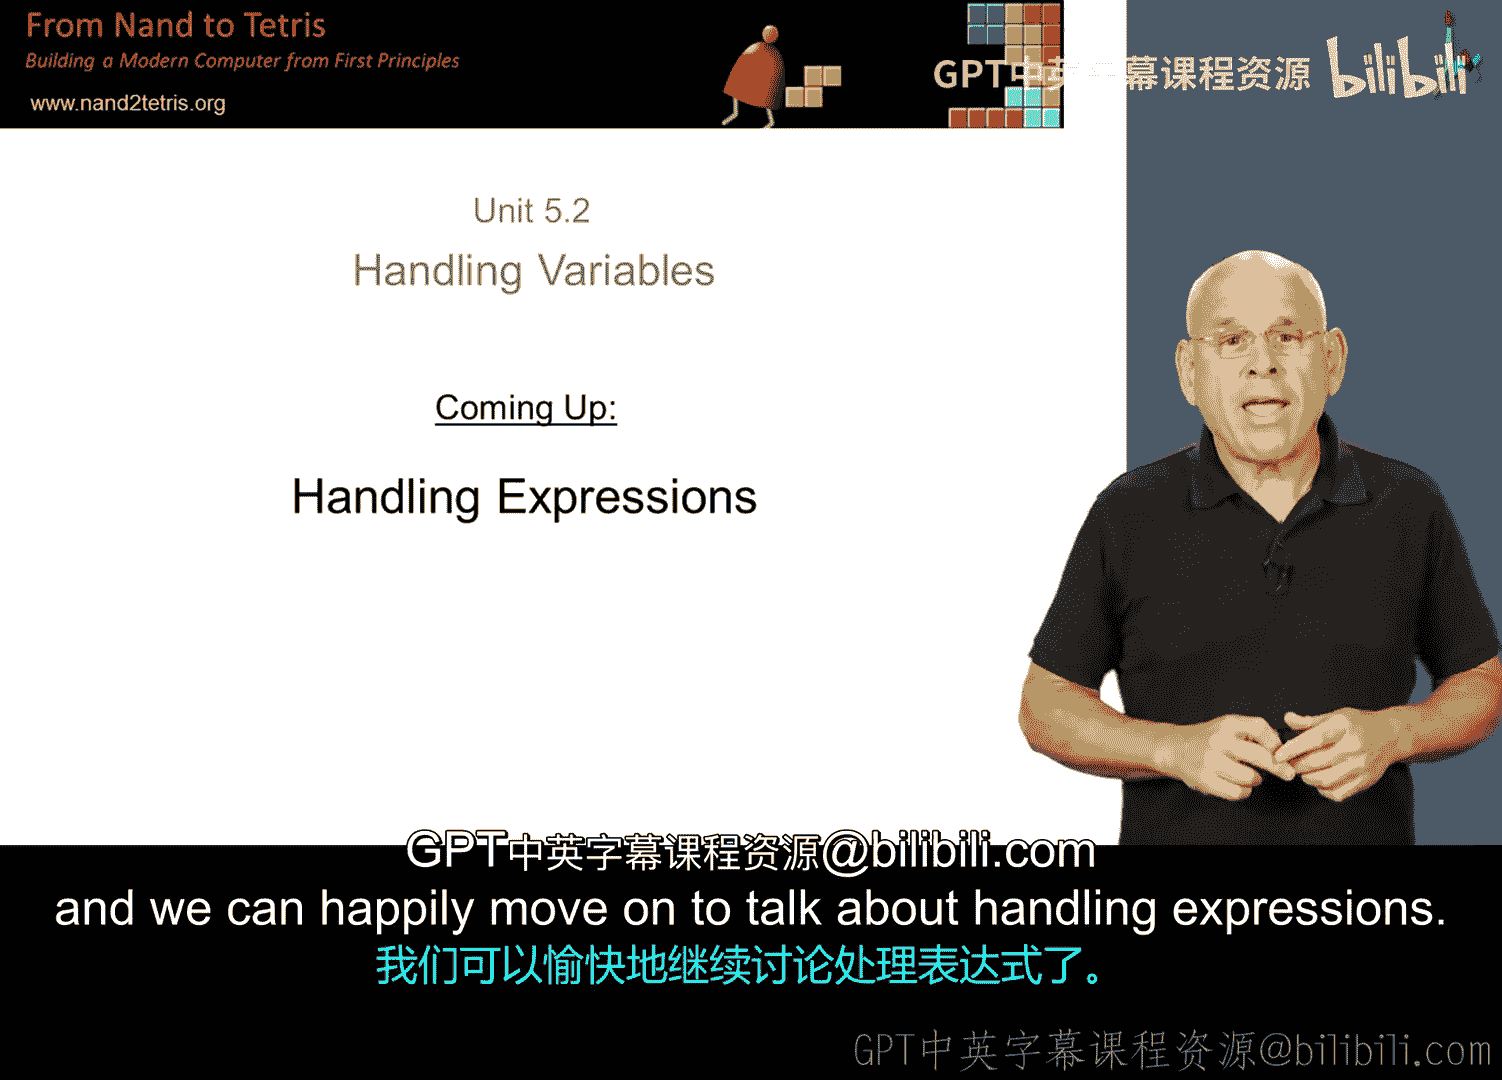 From Nand to Tetris
Building a Modern Computer from First Principles
www.nand2tetris.org
GPT中英字幕课程资源 bilibili
Unit 5.2
Handling Variables
Coming Up:
Handling Expressions
GPT中英字幕课程资源@bilibili.com
and we can happily move on to talk about handling expressions.
我们可以愉快地继续讨论处理表达式了。
GPT中英字幕课程资源@bilibili.com